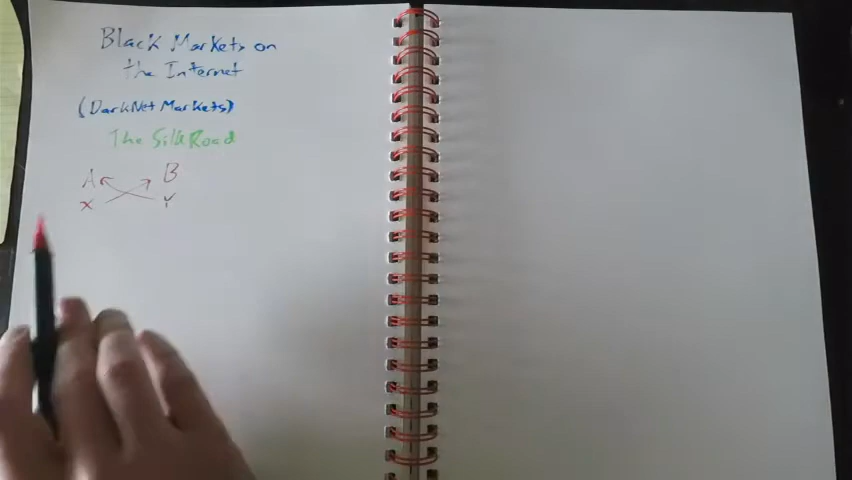 Black Markets on
the Internet
(DarkNet Markets)
The Silk Road
A B
x Y